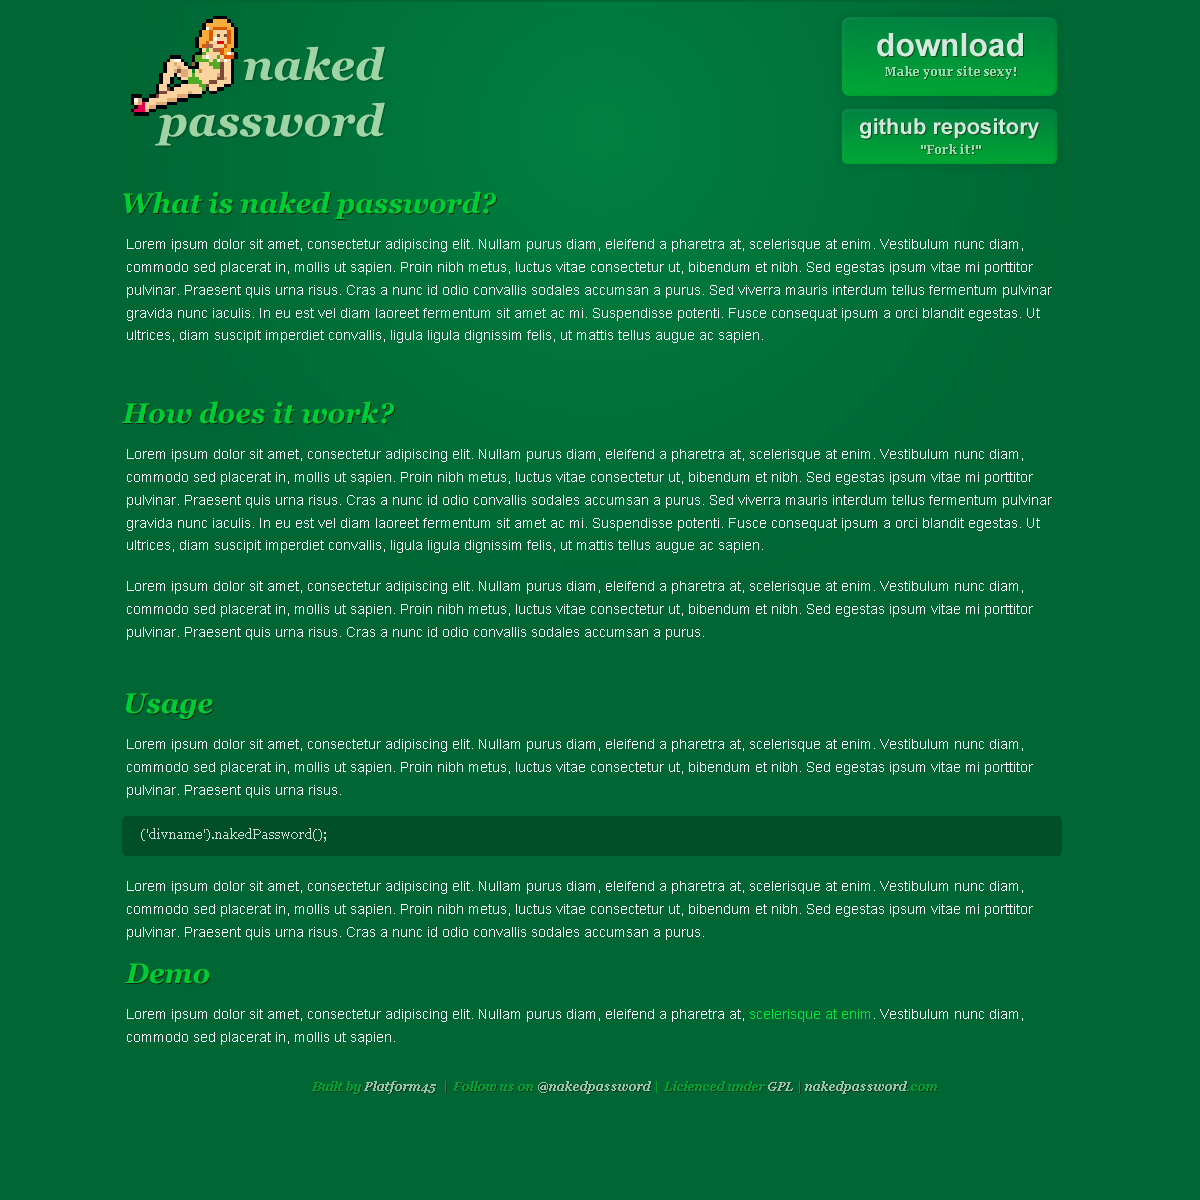 naked
password
download
Make your site sexy!
github repository
"Fork it!"
What is naked password?
Lorem ipsum dolor sit amet, consectetur adipiscing elit. Nullam purus diam, eleifend a pharetra at, scelerisque at enim. Vestibulum nunc diam,
commodo sed placerat in, mollis ut sapien. Proin nibh metus, luctus vitae consectetur ut, bibendum et nibh. Sed egestas ipsum vitae mi porttitor
pulvinar. Praesent quis urna risus. Cras a nunc id odio convallis sodales accumsan a purus. Sed viverra mauris interdum tellus fermentum pulvinar
gravida nunc iaculis. In eu est vel diam laoreet fermentum sit amet ac mi. Suspendisse potenti. Fusce consequat ipsum a orci blandit egestas. Ut
ultrices, diam suscipit imperdiet convallis, ligula ligula dignissim felis, ut mattis tellus augue ac sapien.
How does it work?
Lorem ipsum dolor sit amet, consectetur adipiscing elit. Nullam purus diam, eleifend a pharetra at, scelerisque at enim. Vestibulum nunc diam,
commodo sed placerat in, mollis ut sapien. Proin nibh metus, luctus vitae consectetur ut, bibendum et nibh. Sed egestas ipsum vitae mi porttitor
pulvinar. Praesent quis urna risus. Cras a nunc id odio convallis sodales accumsan a purus. Sed viverra mauris interdum tellus fermentum pulvinar
gravida nunc iaculis. In eu est vel diam laoreet fermentum sit amet ac mi. Suspendisse potenti. Fusce consequat ipsum a orci blandit egestas. Ut
ultrices, diam suscipit imperdiet convallis, ligula ligula dignissim felis, ut mattis tellus augue ac sapien.
Lorem ipsum dolor sit amet, consectetur adipiscing elit. Nullam purus diam, eleifend a pharetra at, scelerisque at enim. Vestibulum nunc diam,
commodo sed placerat in, mollis ut sapien. Proin nibh metus, luctus vitae consectetur ut, bibendum et nibh. Sed egestas ipsum vitae mi porttitor
pulvinar. Praesent quis urna risus. Cras a nunc id odio convallis sodales accumsan a purus.
Usage
Lorem ipsum dolor sit amet, consectetur adipiscing elit. Nullam purus diam, eleifend a pharetra at, scelerisque at enim. Vestibulum nunc diam,
commodo sed placerat in, mollis ut sapien. Proin nibh metus, luctus vitae consectetur ut, bibendum et nibh. Sed egestas ipsum vitae mi porttitor
pulvinar. Praesent quis urna risus.
('divname').nakedPassword();
Lorem ipsum dolor sit amet, consectetur adipiscing elit. Nullam purus diam, eleifend a pharetra at, scelerisque at enim. Vestibulum nunc diam,
commodo sed placerat in, mollis ut sapien. Proin nibh metus, luctus vitae consectetur ut, bibendum et nibh. Sed egestas ipsum vitae mi porttitor
pulvinar. Praesent quis urna risus. Cras a nunc id odio convallis sodales accumsan a purus.
Demo
Lorem ipsum dolor sit amet, consectetur adipiscing elit. Nullam purus diam, eleifend a pharetra at, scelerisque at enim. Vestibulum nunc diam,
commodo sed placerat in, mollis ut sapien.
Built by Platform45 | Follow us on @nakedpassword | Licienced under GPL | nakedpassword.com